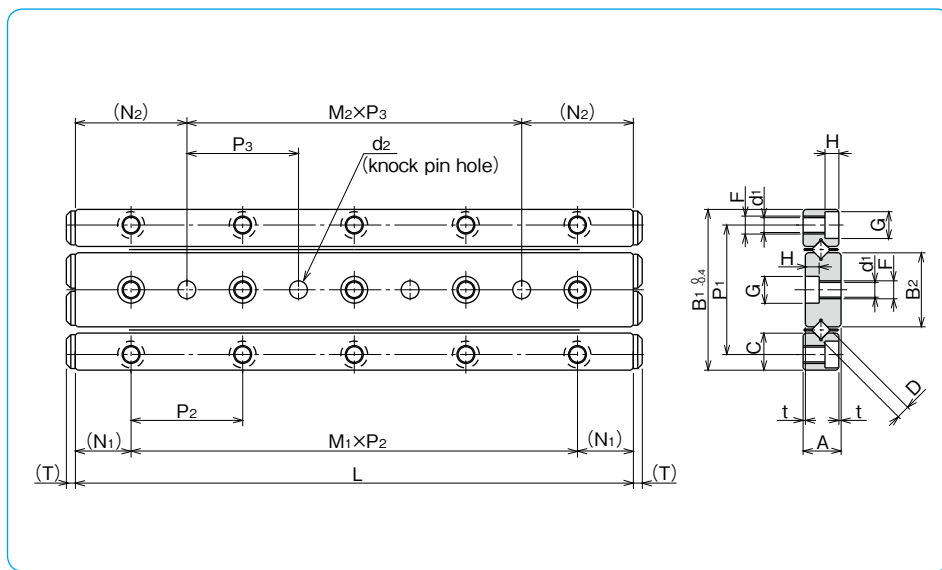 (N2) M2×P3 (N2)
P3 d2
(knock pin hole)
H
F d1 G
H
G d1 F
B1 0 -0.4 P1 B2
C
D
P2 t t
(N1) M1×P2 (N1) A
(T) L (T)